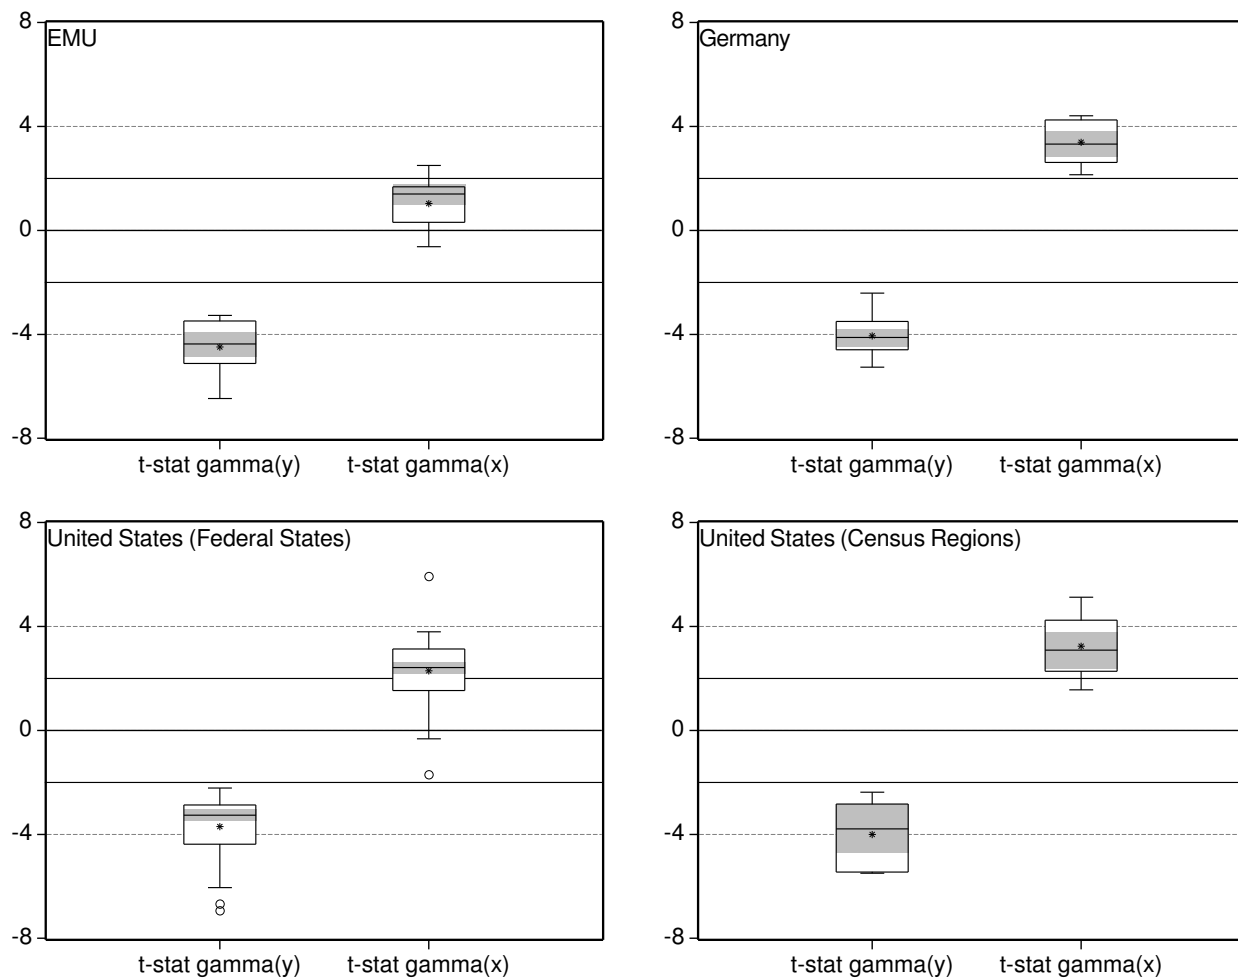 8
EMU
4
0
-4
-8
t-stat gamma(y) t-stat gamma(x)
8
Germany
4
0
-4
-8
t-stat gamma(y) t-stat gamma(x)
8
United States (Federal States)
4
0
-4
-8
t-stat gamma(y) t-stat gamma(x)
8
United States (Census Regions)
4
0
-4
-8
t-stat gamma(y) t-stat gamma(x)